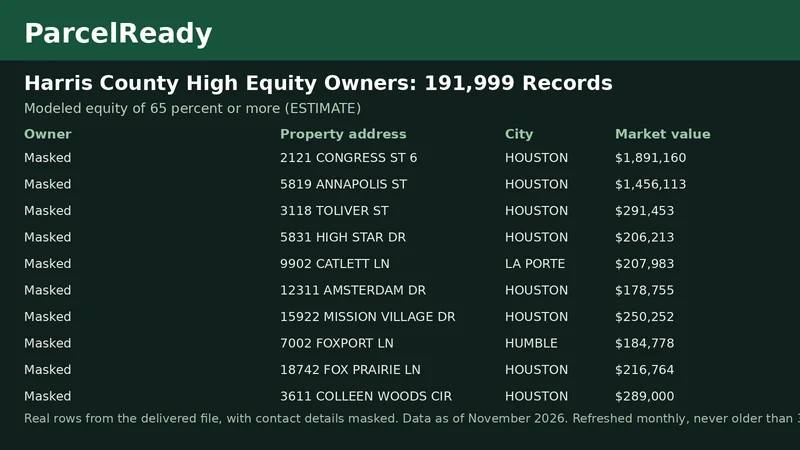 ParcelReady
Harris County High Equity Owners: 191,999 Records
Modeled equity of 65 percent or more (ESTIMATE)
Owner Property address City Market value
Masked 2121 CONGRESS ST 6 HOUSTON $1,891,160
Masked 5819 ANNAPOLIS ST HOUSTON $1,456,113
Masked 3118 TOLIVER ST HOUSTON $291,453
Masked 5831 HIGH STAR DR HOUSTON $206,213
Masked 9902 CATLETT LN LA PORTE $207,983
Masked 12311 AMSTERDAM DR HOUSTON $178,755
Masked 15922 MISSION VILLAGE DR HOUSTON $250,252
Masked 7002 FOXPORT LN HUMBLE $184,778
Masked 18742 FOX PRAIRIE LN HOUSTON $216,764
Masked 3611 COLLEEN WOODS CIR HOUSTON $289,000
Real rows from the delivered file, with contact details masked. Data as of November 2026. Refreshed monthly, never older than